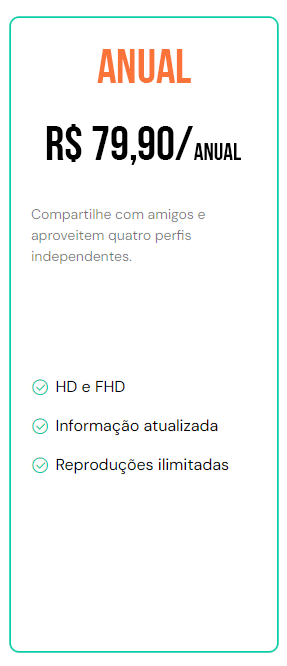 ANUAL
R$ 79,90/ANUAL
Compartilhe com amigos e
aproveitem quatro perfis
independentes.
HD e FHD
Informação atualizada
Reproduções ilimitadas